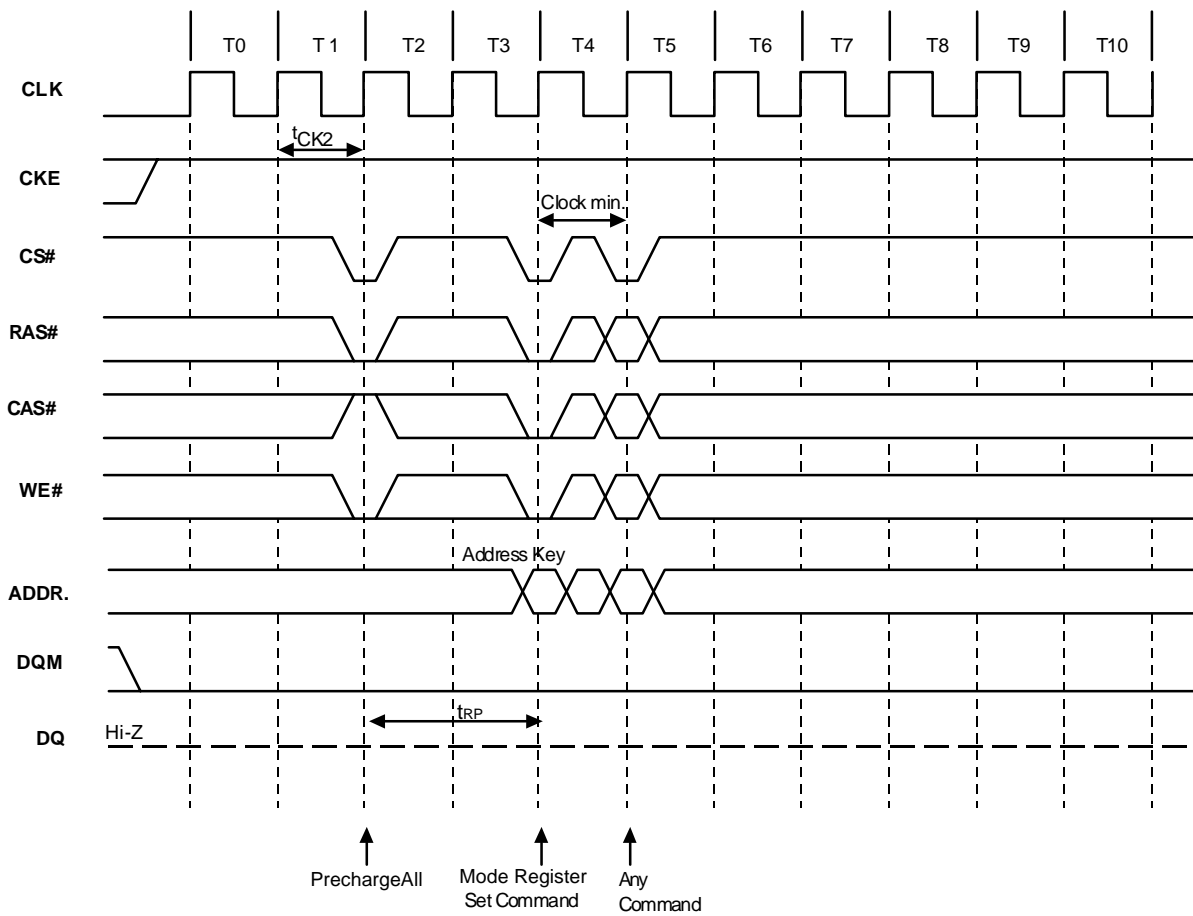 T0 T 1 T2 T3 T4 T5 T6 T7 T8 T9 T10
CLK
tCK2
CKE
Clock min.
CS#
RAS#
CAS#
WE#
Address Key
ADDR.
DQM
tRP
Hi-Z
DQ
PrechargeAll
Mode Register
Set Command
Any
Command